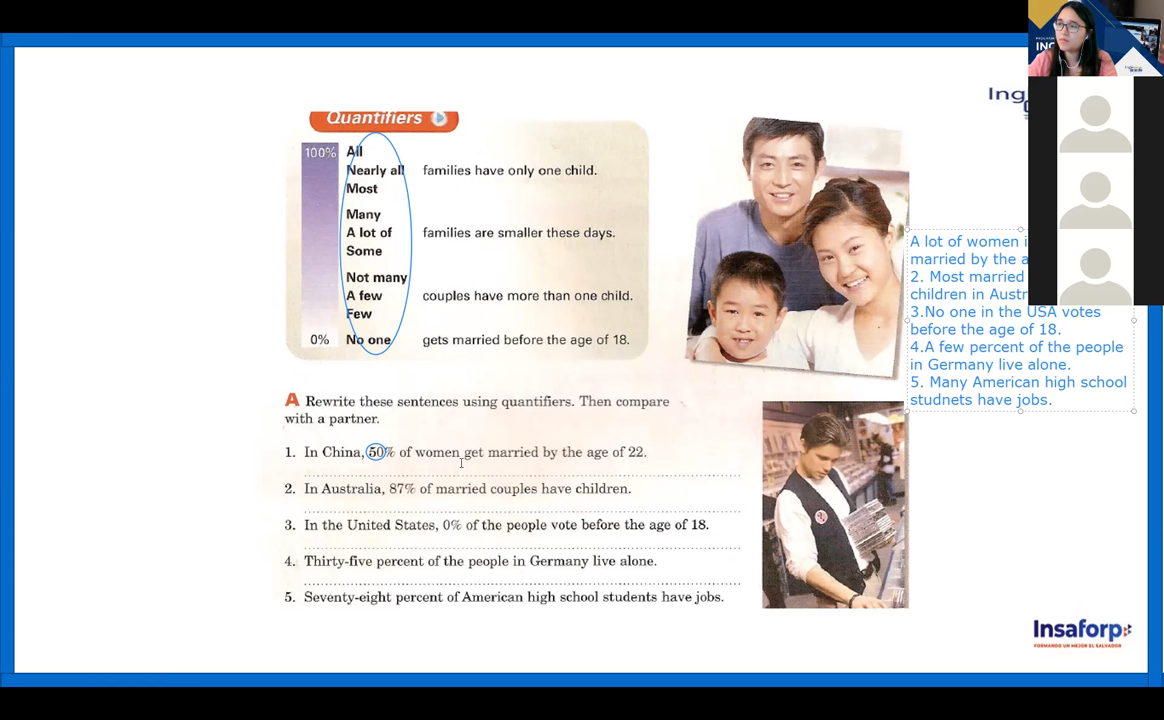 Quantifiers
100% All
Nearly all families have only one child.
Most
Many
A lot of families are smaller these days.
Some
Not many
A few couples have more than one child.
Few
0% No one gets married before the age of 18.
A Rewrite these sentences using quantifiers. Then compare
with a partner.
1. In China, 50% of women get married by the age of 22.
2. In Australia, 87% of married couples have children.
3. In the United States, 0% of the people vote before the age of 18.
4. Thirty-five percent of the people in Germany live alone.
5. Seventy-eight percent of American high school students have jobs.
Ing
A lot of women
married by the
2. Most married
children in
3.No one in the USA votes
before the age of 18.
4.A few percent of the people
in Germany live alone.
5. Many American high school
studnets have jobs.
Insaforp
FORMANDO UN MEJOR EL SALVADOR